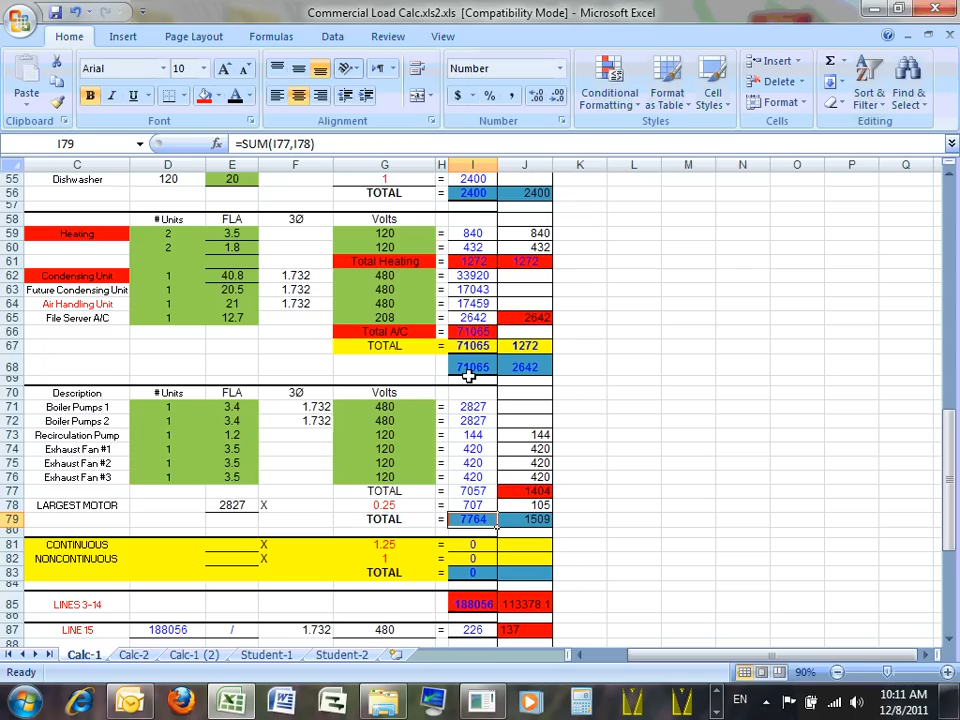 Commercial Load Calc.xls2.xls [Compatibility Mode] - Microsoft Excel
Home Insert Page Layout Formulas Data Review View
Arial 10 Number Insert
Paste B I U $ % , Conditional Formatting Format as Table Cell Styles Delete Format Sort & Filter Find & Select
Clipboard Font Alignment Number Styles Cells Editing
I79 fx =SUM(I77,I78)
C D E F G H I J K L M N O P Q
55 Dishwasher 120 20 1 = 2400
56 TOTAL = 2400 2400
57
58 # Units FLA 3Ø Volts
59 Heating 2 3.5 120 = 840 840
60 2 1.8 120 = 432 432
61 Total Heating = 1272 1272
62 Condensing Unit 1 40.8 1.732 480 = 33920
63 Future Condensing Unit 1 20.5 1.732 480 = 17043
64 Air Handling Unit 1 21 1.732 480 = 17459
65 File Server A/C 1 12.7 208 = 2642 2642
66 Total A/C = 71065
67 TOTAL = 71065 1272
68 71065 2642
69
70 Description # Units FLA 3Ø Volts
71 Boiler Pumps 1 1 3.4 1.732 480 = 2827
72 Boiler Pumps 2 1 3.4 1.732 480 = 2827
73 Recirculation Pump 1 1.2 120 = 144 144
74 Exhaust Fan #1 1 3.5 120 = 420 420
75 Exhaust Fan #2 1 3.5 120 = 420 420
76 Exhaust Fan #3 1 3.5 120 = 420 420
77 TOTAL = 7057 1404
78 LARGEST MOTOR 2827 X 0.25 = 707 105
79 TOTAL = 7764 1509
80
81 CONTINUOUS X 1.25 = 0
82 NONCONTINUOUS X 1 = 0
83 TOTAL = 0
84
85 LINES 3-14 188056 113378.1
86
87 LINE 15 188056 / 1.732 480 = 226 137
88
Calc-1 Calc-2 Calc-1 (2) Student-1 Student-2
Ready 90%
EN 10:11 AM
12/8/2011